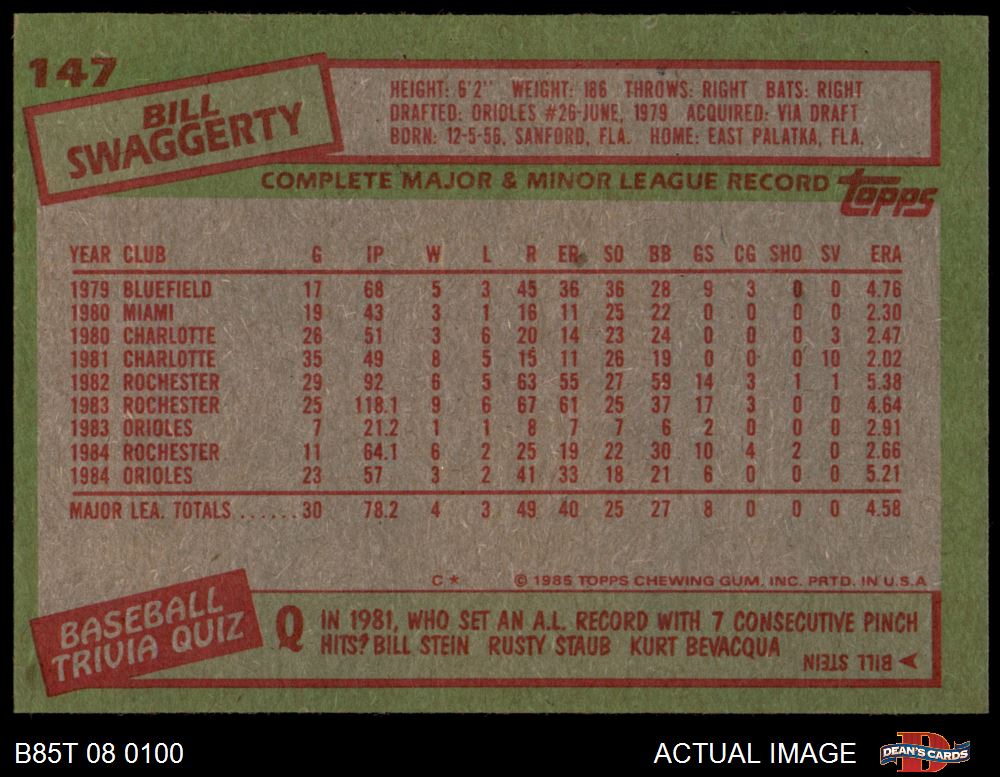 147
BILL
SWAGGERTY
HEIGHT: 6'2" WEIGHT: 186 THROWS: RIGHT BATS: RIGHT
DRAFTED: ORIOLES #26-JUNE, 1979 ACQUIRED: VIA DRAFT
BORN: 12-5-56, SANFORD, FLA. HOME: EAST PALATKA, FLA.
COMPLETE MAJOR & MINOR LEAGUE RECORD topps
YEAR CLUB G IP W L R ER SO BB GS CG SHO SV ERA
1979 BLUEFIELD 17 68 5 3 45 36 36 28 9 3 0 0 4.76
1980 MIAMI 19 43 3 1 16 11 25 22 0 0 0 0 2.30
1980 CHARLOTTE 26 51 3 6 20 14 23 24 0 0 0 3 2.47
1981 CHARLOTTE 35 49 8 5 15 11 26 19 0 0 0 10 2.02
1982 ROCHESTER 29 92 6 5 63 55 27 59 14 3 1 1 5.38
1983 ROCHESTER 25 118.1 9 6 67 61 25 37 17 3 0 0 4.64
1983 ORIOLES 7 21.2 1 1 8 7 7 6 2 0 0 0 2.91
1984 ROCHESTER 11 64.1 6 2 25 19 22 30 10 4 2 0 2.66
1984 ORIOLES 23 57 3 2 41 33 18 21 6 0 0 0 5.21
MAJOR LEA. TOTALS ...... 30 78.2 4 3 49 40 25 27 8 0 0 0 4.58
C* © 1985 TOPPS CHEWING GUM, INC. PRTD. IN U.S.A
BASEBALL
TRIVIA QUIZ
Q IN 1981, WHO SET AN A.L. RECORD WITH 7 CONSECUTIVE PINCH
HITS? BILL STEIN RUSTY STAUB KURT BEVACQUA
BILL STEIN
B85T 08 0100 ACTUAL IMAGE DEAN'S CARDS